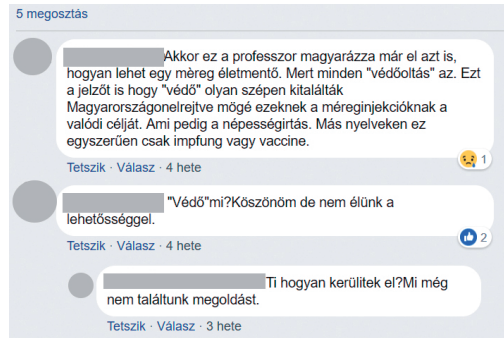 5 megosztás
Akkor ez a professzor magyarázza már el azt is,
hogyan lehet egy mèreg életmentő. Mert minden "védőoltás" az. Ezt
a jelzőt is hogy "védő" olyan szépen kitalálták
Magyarországonelrejtve mögé ezeknek a méreginjekcióknak a
valódi célját. Ami pedig a népességirtás. Más nyelveken ez
egyszerűen csak impfung vagy vaccine.
1
Tetszik · Válasz · 4 hete
"Védő"mi?Köszönöm de nem élünk a
lehetősséggel.
2
Tetszik · Válasz · 4 hete
Ti hogyan kerülitek el?Mi még
nem találtunk megoldást.
Tetszik · Válasz · 3 hete